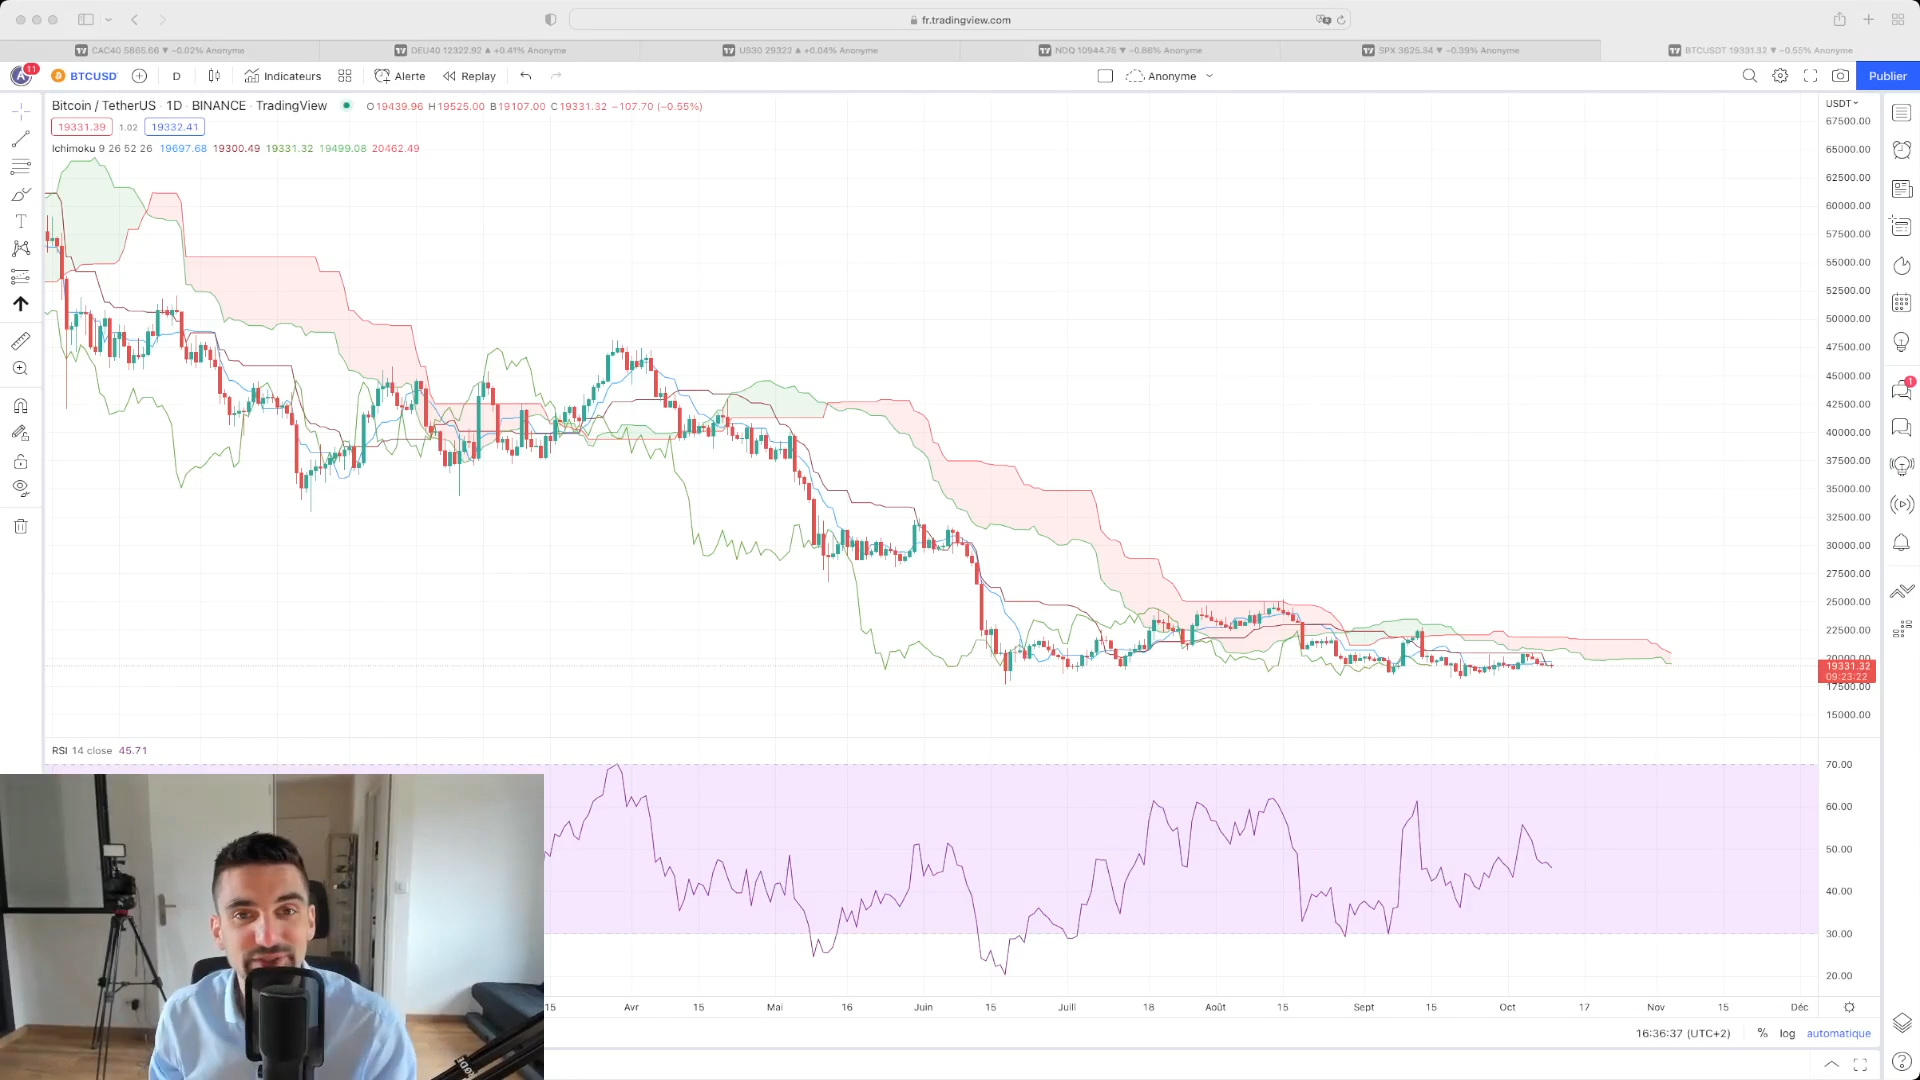 fr.tradingview.com
CAC40 5865.66 ▼ −0.02% Anonyme
DEU40 12322.92 ▲ +0.41% Anonyme
US30 29322 ▲ +0.04% Anonyme
NDQ 10944.76 ▼ −0.86% Anonyme
SPX 3625.34 ▼ −0.39% Anonyme
BTCUSDT 19331.32 ▼ −0.55% Anonyme
A 11 BTCUSD D Indicateurs Alerte Replay Anonyme Publier
Bitcoin / TetherUS · 1D · BINANCE · TradingView O19439.96 H19525.00 B19107.00 C19331.32 −107.70 (−0.55%)
19331.39 1.02 19332.41
Ichimoku 9 26 52 26 19697.68 19300.49 19331.32 19499.08 20462.49
USDT
67500.00
65000.00
62500.00
60000.00
57500.00
55000.00
52500.00
50000.00
47500.00
45000.00
42500.00
40000.00
37500.00
35000.00
32500.00
30000.00
27500.00
25000.00
22500.00
20000.00
19331.32
09:23:22
17500.00
15000.00
1
RSI 14 close 45.71
70.00
60.00
50.00
40.00
30.00
20.00
15 Avr 15 Mai 16 Juin 15 Juill 18 Août 15 Sept 15 Oct 17 Nov 15 Déc
16:36:37 (UTC+2) % log automatique
RODE